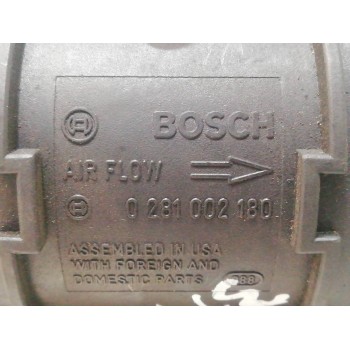 BOSCH
AIR FLOW
0 281 002 180
ASSEMBLED IN USA
WITH FOREIGN AND
DOMESTIC PARTS